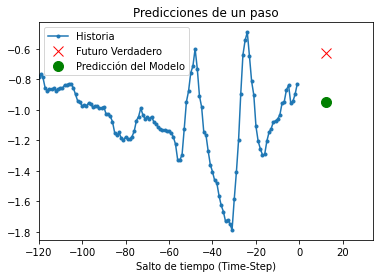 Predicciones de un paso
Historia
Futuro Verdadero
Predicción del Modelo
−0.6
−0.8
−1.0
−1.2
−1.4
−1.6
−1.8
−120 −100 −80 −60 −40 −20 0 20
Salto de tiempo (Time-Step)